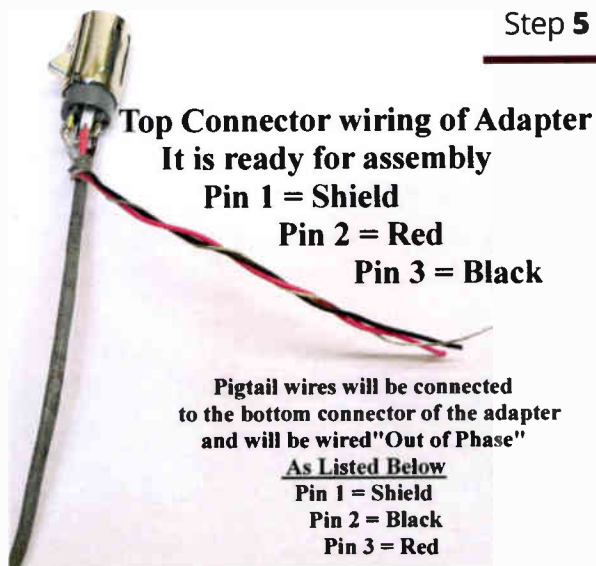 Step 5
Top Connector wiring of Adapter
It is ready for assembly
Pin 1 = Shield
Pin 2 = Red
Pin 3 = Black
Pigtail wires will be connected
to the bottom connector of the adapter
and will be wired"Out of Phase"
As Listed Below
Pin 1 = Shield
Pin 2 = Black
Pin 3 = Red